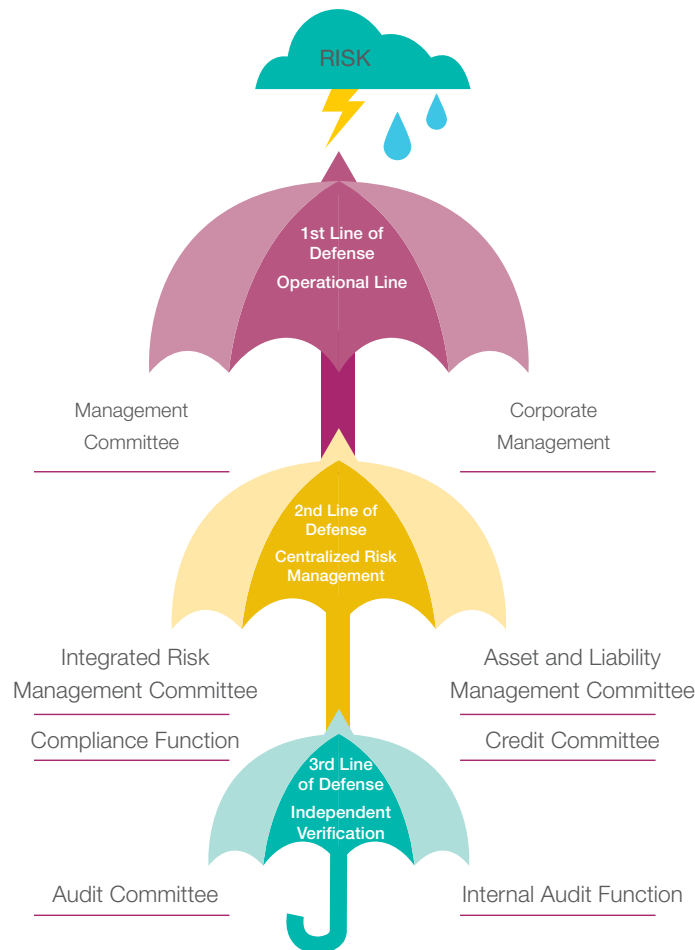 RISK
1st Line of
Defense
Operational Line
Management
Committee
Corporate
Management
2nd Line of
Defense
Centralized Risk
Management
Integrated Risk
Management Committee
Asset and Liability
Management Committee
Compliance Function
Credit Committee
3rd Line
of Defense
Independent
Verification
Audit Committee
Internal Audit Function